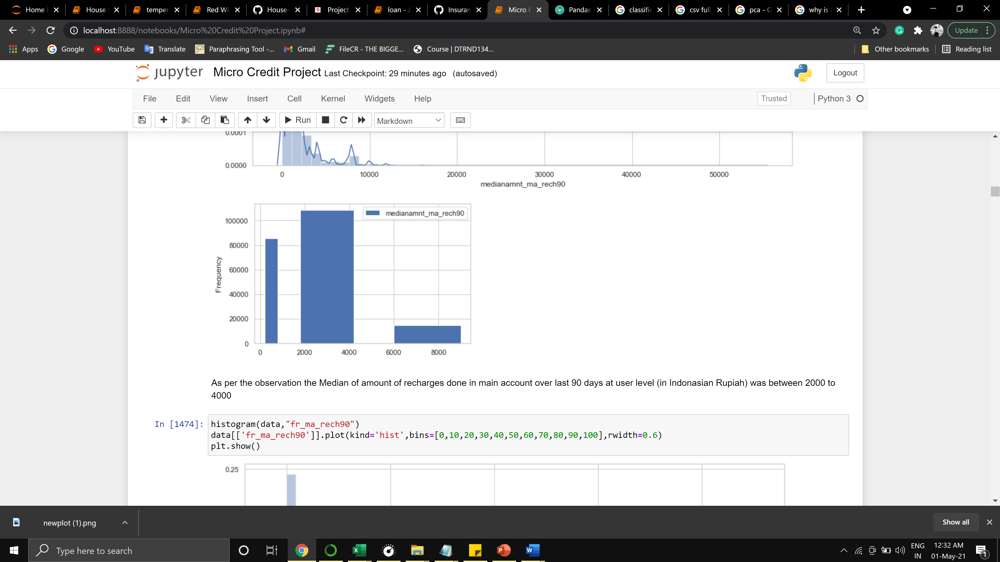 Home House temper Red Wi House- Project loan - J Insuran Micro C Pandas classific csv full pca - G why is
localhost:8888/notebooks/Micro%20Credit%20Project.ipynb#
Update
Apps Google YouTube Translate Paraphrasing Tool -... Gmail FileCR - THE BIGGE... Course | DTRND134... Other bookmarks Reading list
jupyter Micro Credit Project Last Checkpoint: 29 minutes ago (autosaved) Logout
File Edit View Insert Cell Kernel Widgets Help Trusted Python 3
Run Markdown
0.0001
0.0000
0 10000 20000 30000 40000 50000
medianamnt_ma_rech90
medianamnt_ma_rech90
100000
80000
60000
40000
20000
0
Frequency
0 2000 4000 6000 8000
As per the observation the Median of amount of recharges done in main account over last 90 days at user level (in Indonasian Rupiah) was between 2000 to
4000
In [1474]: histogram(data,"fr_ma_rech90")
data[['fr_ma_rech90']].plot(kind='hist',bins=[0,10,20,30,40,50,60,70,80,90,100],rwidth=0.6)
plt.show()
0.25
newplot (1).png Show all
Type here to search
ENG 12:32 AM
IN 01-May-21 1